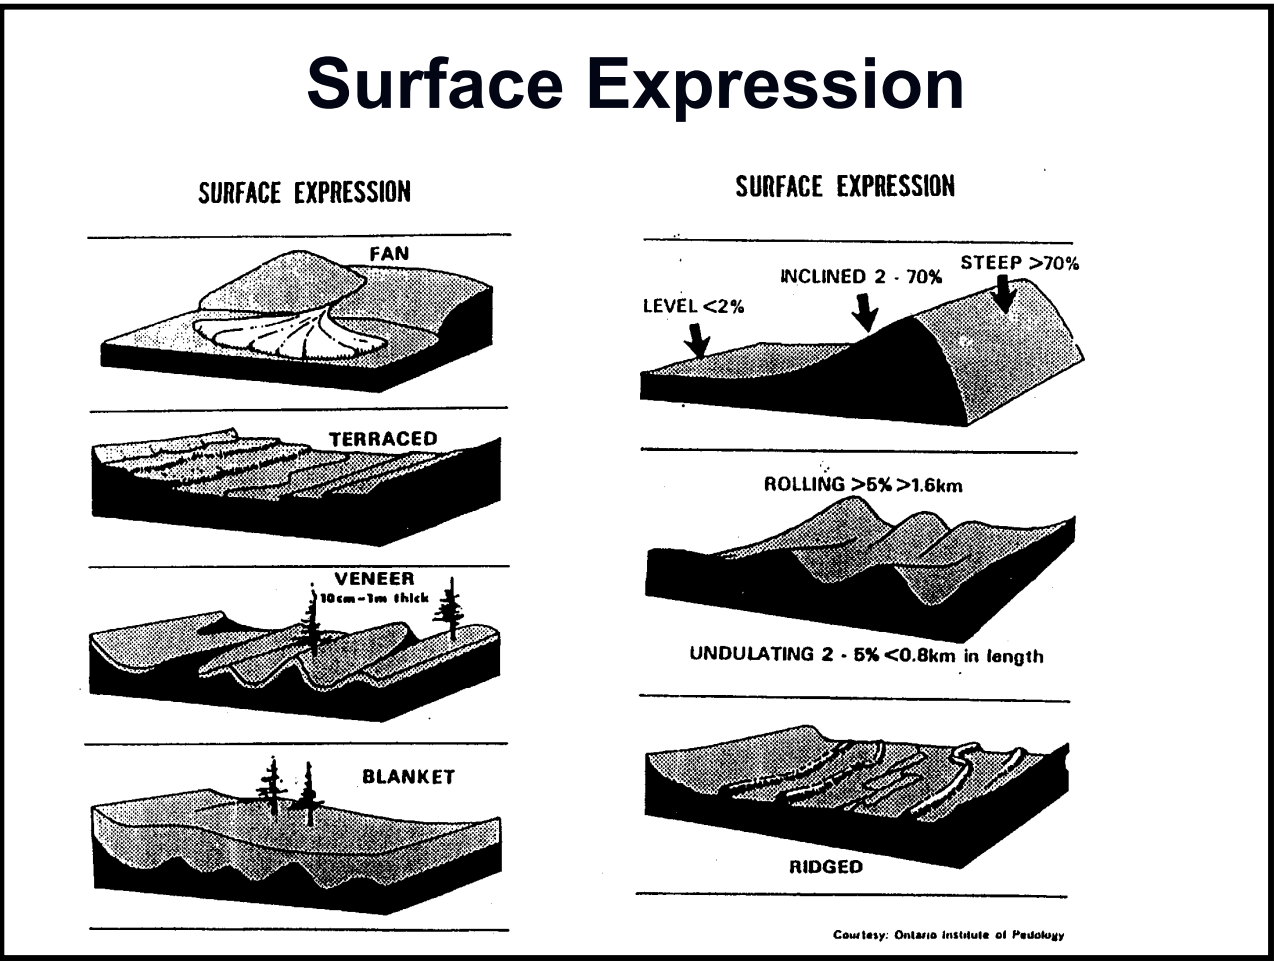 Surface Expression
SURFACE EXPRESSION
FAN
TERRACED
VENEER
10cm-1m thick
BLANKET
SURFACE EXPRESSION
LEVEL <2%
INCLINED 2 - 70%
STEEP >70%
ROLLING >5% >1.6km
UNDULATING 2 - 5% <0.8km in length
RIDGED
Courtesy: Ontario Institute of Pedology